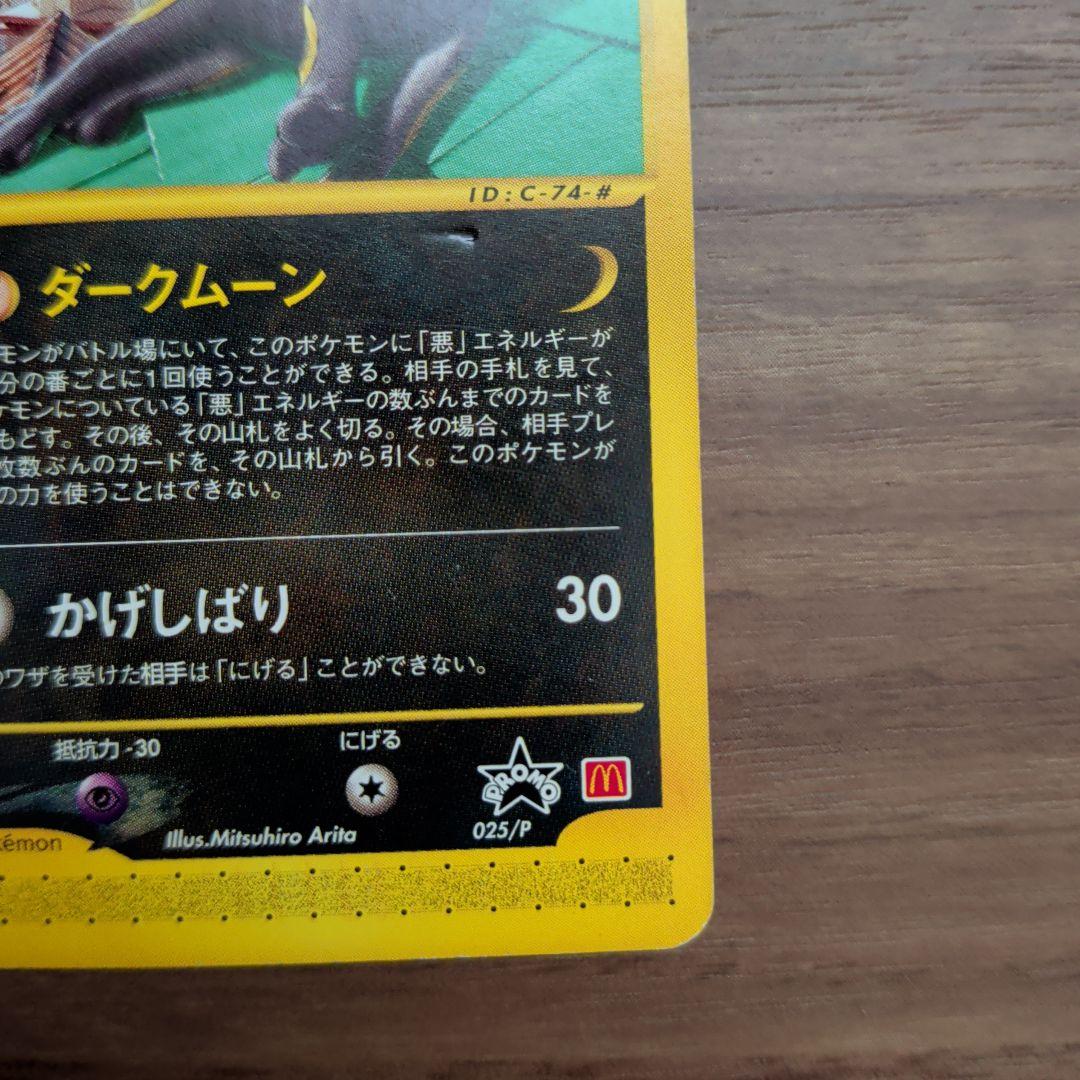 ID:C-74-#
ダークムーン
モンがバトル場にいて、このポケモンに「悪」エネルギーが
分の番ごとに1回使うことができる。相手の手札を見て、
ケモンについている「悪」エネルギーの数ぶんまでのカードを
もどす。その後、その山札をよく切る。その場合、相手プレ
枚数ぶんのカードを、その山札から引く。このポケモンが
の力を使うことはできない。
かげしばり 30
のワザを受けた相手は「にげる」ことができない。
抵抗力-30 にげる
PROMO
025/P
Illus.Mitsuhiro Arita
kémon